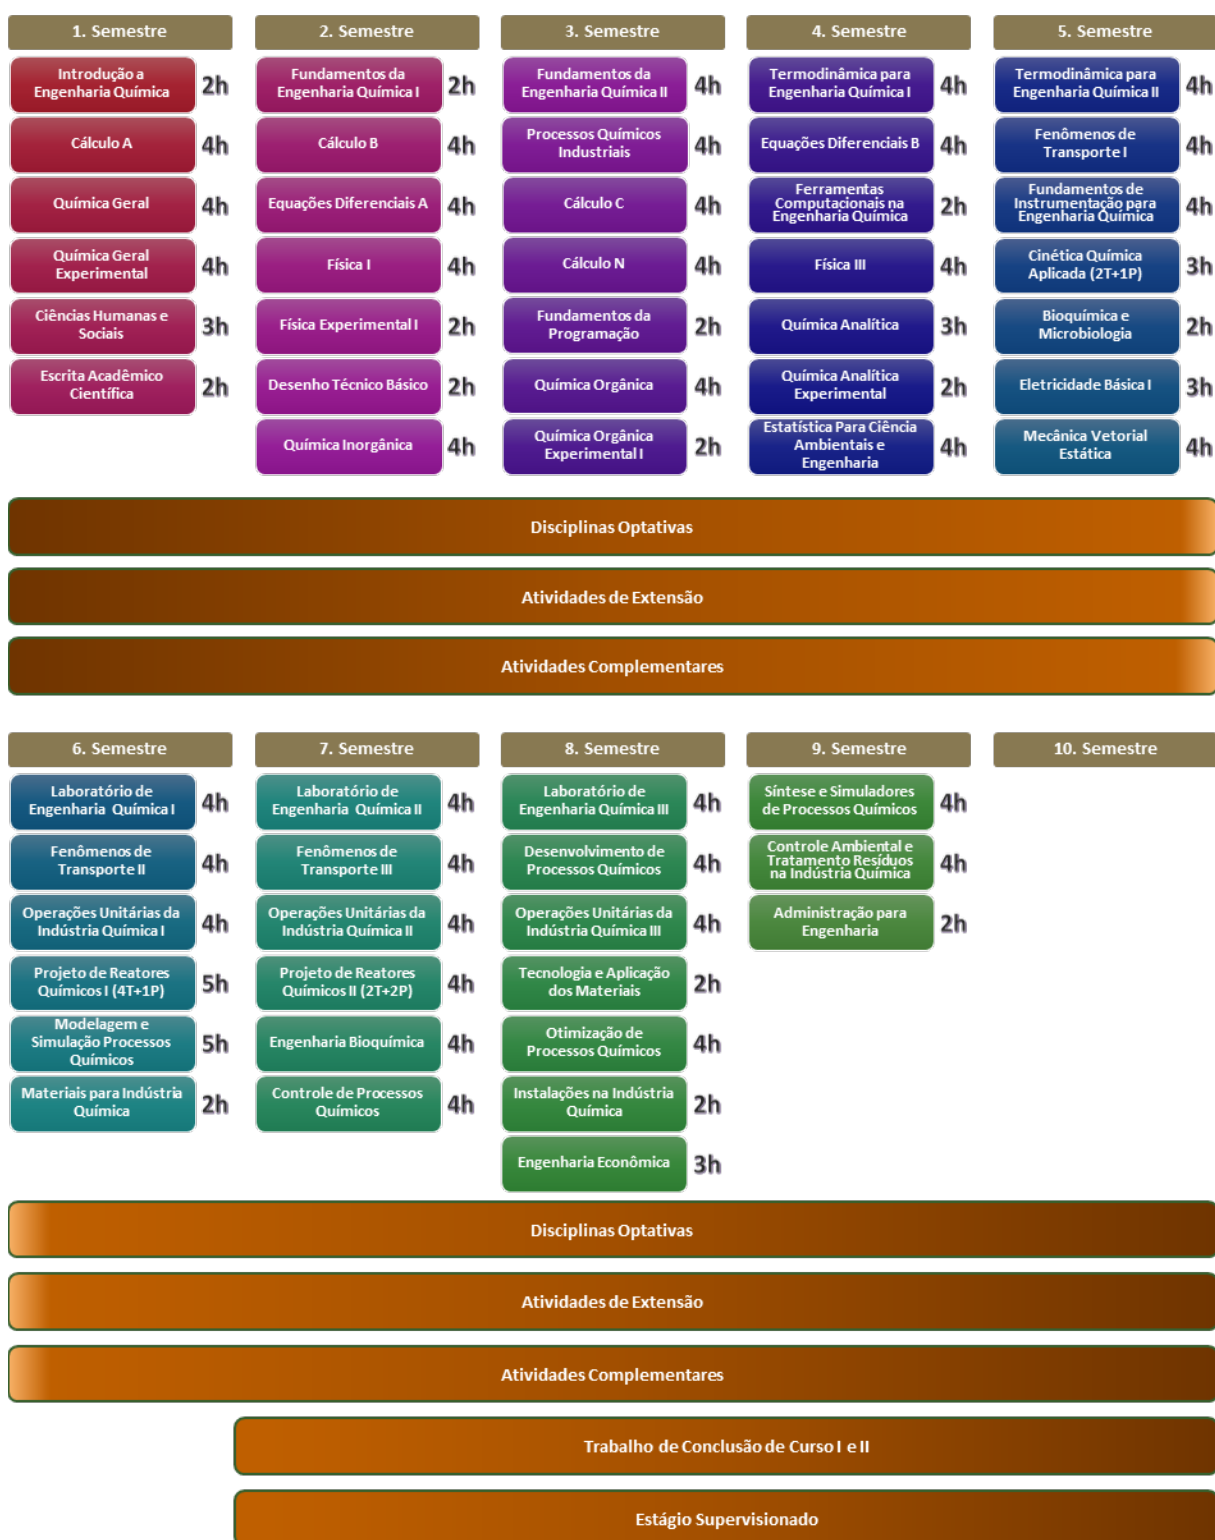 1. Semestre
Introdução a
Engenharia Química
2h
Cálculo A
4h
Química Geral
4h
Química Geral
Experimental
4h
Ciências Humanas e
Sociais
3h
Escrita Acadêmico
Científica
2h
2. Semestre
Fundamentos da
Engenharia Química I
2h
Cálculo B
4h
Equações Diferenciais A
4h
Física I
4h
Física Experimental I
2h
Desenho Técnico Básico
2h
Química Inorgânica
4h
3. Semestre
Fundamentos da
Engenharia Química II
4h
Processos Químicos
Industriais
4h
Cálculo C
4h
Cálculo N
4h
Fundamentos da
Programação
2h
Química Orgânica
4h
Química Orgânica
Experimental I
2h
4. Semestre
Termodinâmica para
Engenharia Química I
4h
Equações Diferenciais B
4h
Ferramentas
Computacionais na
Engenharia Química
2h
Física III
4h
Química Analítica
3h
Química Analítica
Experimental
2h
Estatística Para Ciência
Ambientais e
Engenharia
4h
5. Semestre
Termodinâmica para
Engenharia Química II
4h
Fenômenos de
Transporte I
4h
Fundamentos de
Instrumentação para
Engenharia Química
4h
Cinética Química
Aplicada (2T+1P)
3h
Bioquímica e
Microbiologia
2h
Eletricidade Básica I
3h
Mecânica Vetorial
Estática
4h
Disciplinas Optativas
Atividades de Extensão
Atividades Complementares
6. Semestre
Laboratório de
Engenharia Química I
4h
Fenômenos de
Transporte II
4h
Operações Unitárias da
Indústria Química I
4h
Projeto de Reatores
Químicos I (4T+1P)
5h
Modelagem e
Simulação Processos
Químicos
5h
Materiais para Indústria
Química
2h
7. Semestre
Laboratório de
Engenharia Química II
4h
Fenômenos de
Transporte III
4h
Operações Unitárias da
Indústria Química II
4h
Projeto de Reatores
Químicos II (2T+2P)
4h
Engenharia Bioquímica
4h
Controle de Processos
Químicos
4h
8. Semestre
Laboratório de
Engenharia Química III
4h
Desenvolvimento de
Processos Químicos
4h
Operações Unitárias da
Indústria Química III
4h
Tecnologia e Aplicação
dos Materiais
2h
Otimização de
Processos Químicos
4h
Instalações na Indústria
Química
2h
Engenharia Econômica
3h
9. Semestre
Síntese e Simuladores
de Processos Químicos
4h
Controle Ambiental e
Tratamento Resíduos
na Indústria Química
4h
Administração para
Engenharia
2h
10. Semestre
Disciplinas Optativas
Atividades de Extensão
Atividades Complementares
Trabalho de Conclusão de Curso I e II
Estágio Supervisionado